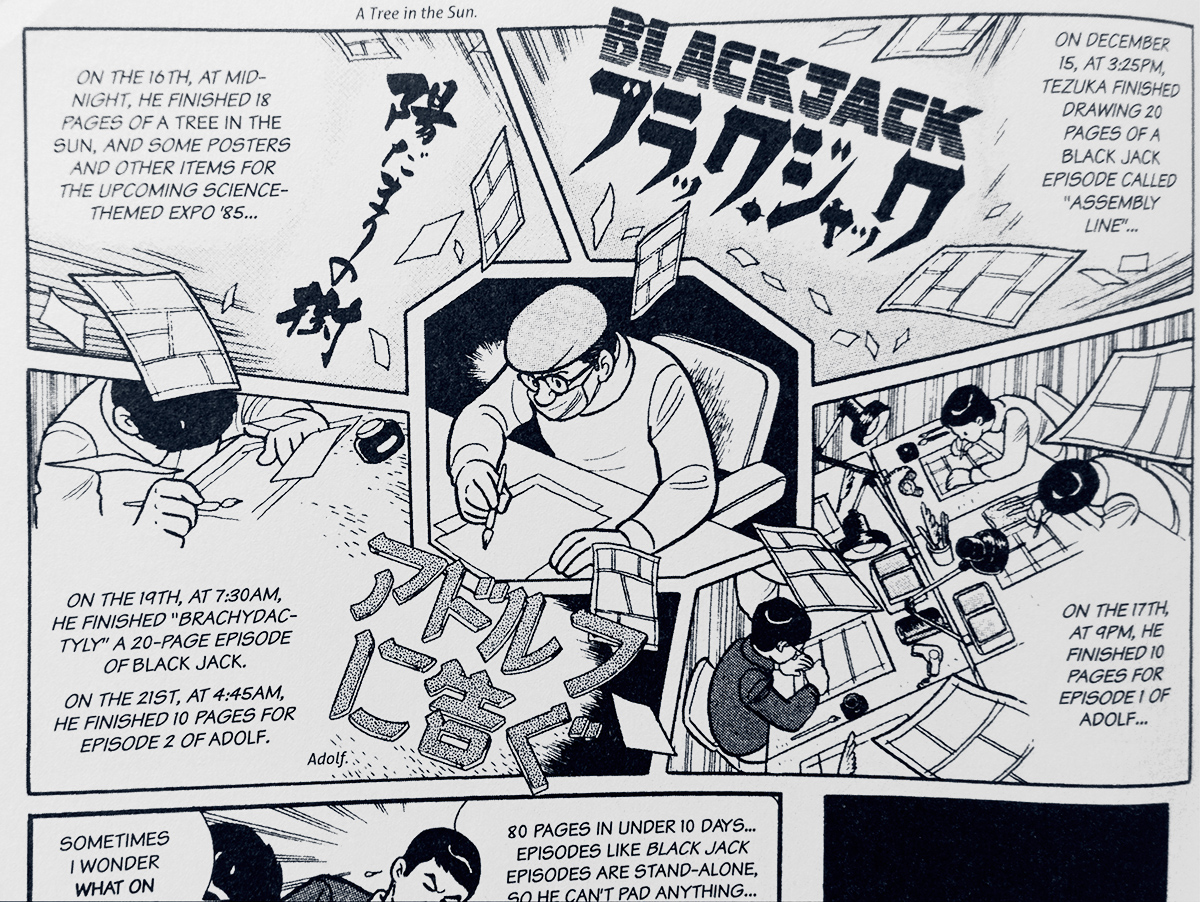 BLACKJACK
ブラックジャック
ON DECEMBER
15, AT 3:25PM,
TEZUKA FINISHED
DRAWING 20
PAGES OF A
BLACK JACK
EPISODE CALLED
"ASSEMBLY
LINE"...
A Tree in the Sun.
陽だまりの樹
ON THE 16TH, AT MID-
NIGHT, HE FINISHED 18
PAGES OF A TREE IN THE
SUN, AND SOME POSTERS
AND OTHER ITEMS FOR
THE UPCOMING SCIENCE-
THEMED EXPO '85...
ON THE 17TH,
AT 9PM, HE
FINISHED 10
PAGES FOR
EPISODE 1 OF
ADOLF...
アドルフ
に告ぐ
Adolf.
ON THE 19TH, AT 7:30AM,
HE FINISHED "BRACHYDAC-
TYLY" A 20-PAGE EPISODE
OF BLACK JACK.
ON THE 21ST, AT 4:45AM,
HE FINISHED 10 PAGES FOR
EPISODE 2 OF ADOLF.
80 PAGES IN UNDER 10 DAYS...
EPISODES LIKE BLACK JACK
EPISODES ARE STAND-ALONE,
SO HE CAN'T PAD ANYTHING...
SOMETIMES
I WONDER
WHAT ON